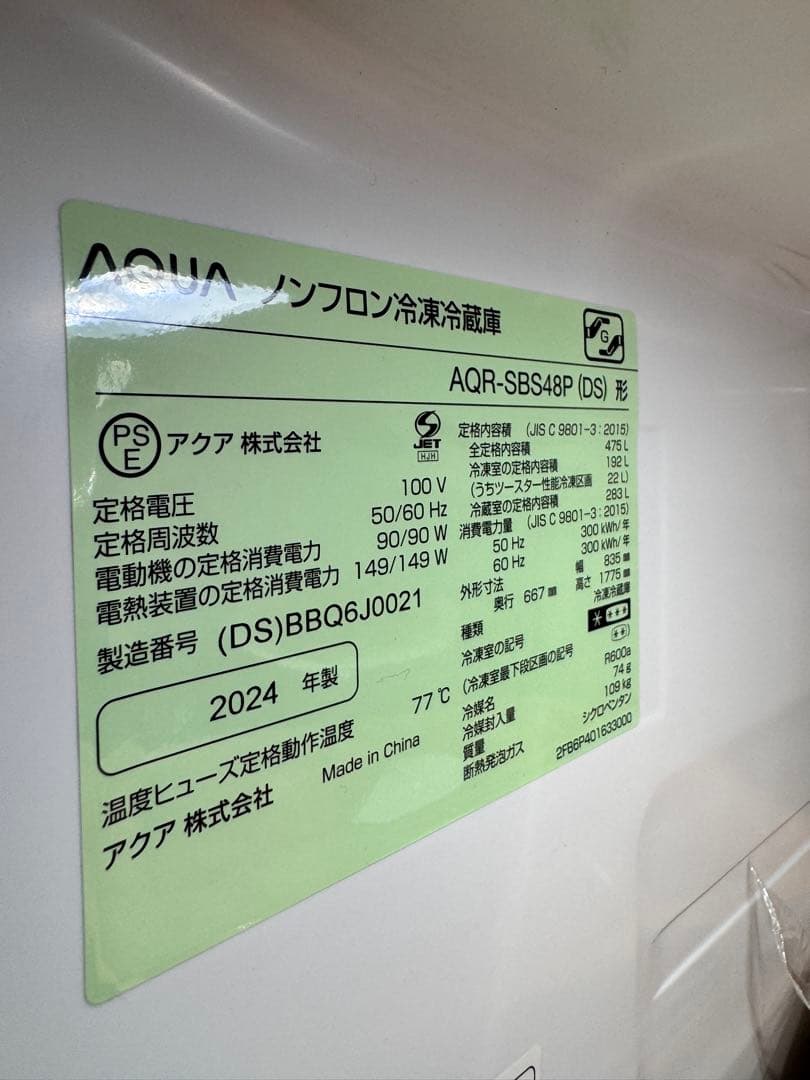 AQUA ノンフロン冷凍冷蔵庫
G
AQR-SBS48P (DS) 形
PS
E
アクア 株式会社
JET
HJH
定格電圧 100 V
定格周波数 50/60 Hz
電動機の定格消費電力 90/90 W
電熱装置の定格消費電力 149/149 W
製造番号 (DS)BBQ6J0021
2024 年製
温度ヒューズ定格動作温度 77 ℃
アクア 株式会社 Made in China
定格内容積 (JIS C 9801-3 : 2015)
全定格内容積 475 L
冷凍室の定格内容積 192 L
(うちツースター性能冷凍区画 22 L)
冷蔵室の定格内容積 283 L
消費電力量 (JIS C 9801-3 : 2015)
50 Hz 300 kWh/年
60 Hz 300 kWh/年
外形寸法 幅 835 ㎜
奥行 667 ㎜ 高さ 1775 ㎜
種類 冷凍冷蔵庫
冷凍室の記号 * ***
(冷凍室最下段区画の記号 **)
冷媒名 R600a
冷媒封入量 74 g
質量 109 kg
断熱発泡ガス シクロペンタン
2FB6P401633000